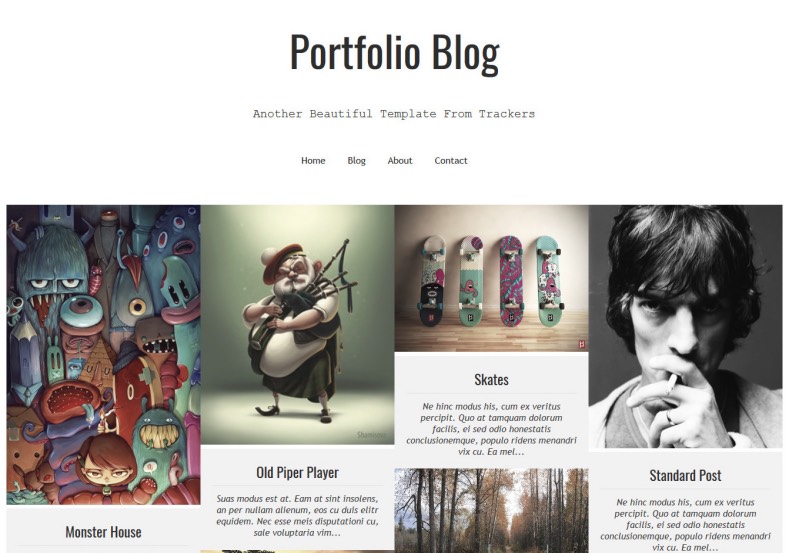 Portfolio Blog
Another Beautiful Template From Trackers
Home Blog About Contact
Monster House
Old Piper Player
Suas modus est at. Eam at sint insolens,
an per nullam alienum, eos cu duis elitr
equidem. Nec esse meis disputationi cu,
sale voluptaria vim...
Skates
Ne hinc modus his, cum ex veritus
percipit. Quo at tamquam dolorum
facilis, ei sed odio honestatis
conclusionemque, populo ridens mnandri
vix cu. Ea mel...
Standard Post
Ne hinc modus his, cum ex veritus
percipit. Quo at tamquam dolorum
facilis, ei sed odio honestatis
conclusionemque, populo ridens menandri
vix cu. Ea mel...